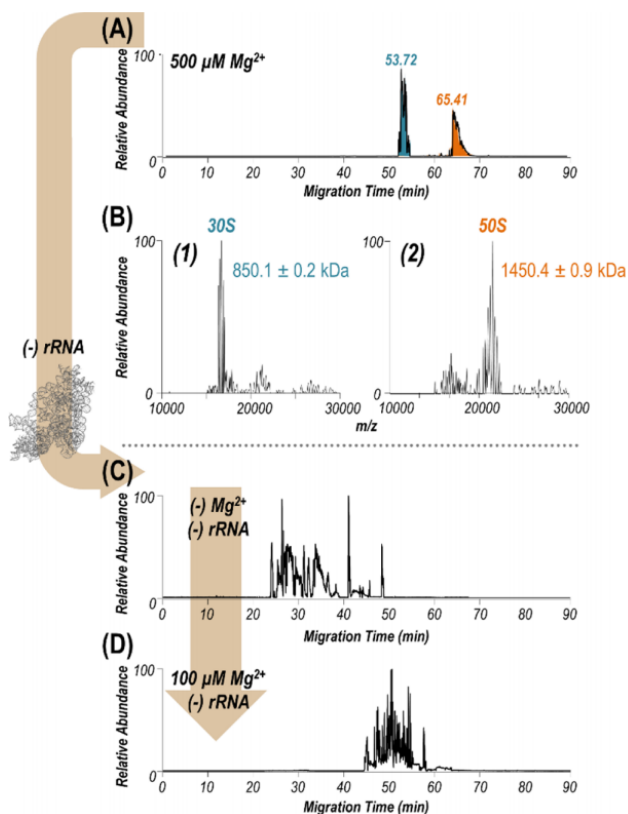 (A)
500 µM Mg²⁺
53.72
65.41
Relative Abundance
100
0
0 10 20 30 40 50 60 70 80 90
Migration Time (min)
(B)
30S
50S
(1)
850.1 ± 0.2 kDa
(2)
1450.4 ± 0.9 kDa
Relative Abundance
100
0
10000 20000 30000
Relative Abundance
100
0
10000 20000 30000
m/z
(-) rRNA
(C)
(-) Mg²⁺
(-) rRNA
Relative Abundance
100
0
0 10 20 30 40 50 60 70 80 90
Migration Time (min)
(D)
100 µM Mg²⁺
(-) rRNA
Relative Abundance
100
0
0 10 20 30 40 50 60 70 80 90
Migration Time (min)